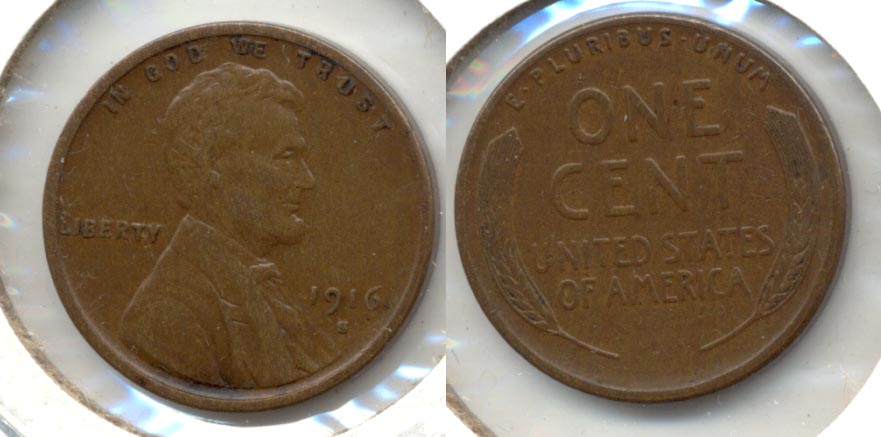 IN GOD WE TRUST
LIBERTY
1916
S
E·PLURIBUS·UNUM
ONE
CENT
UNITED STATES
OF AMERICA